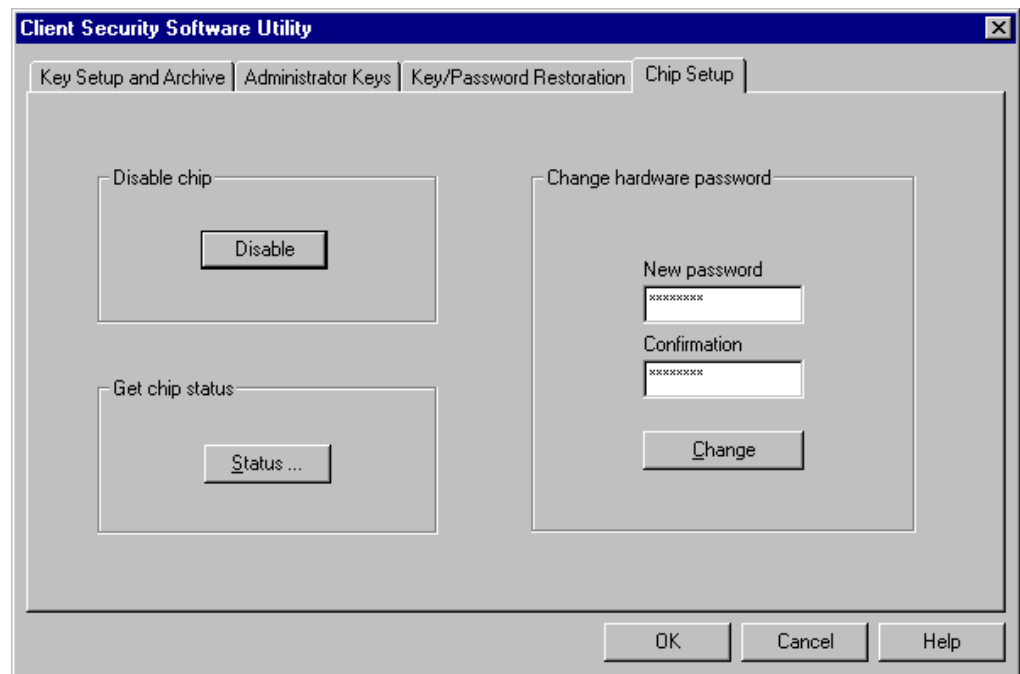 Client Security Software Utility
Key Setup and Archive
Administrator Keys
Key/Password Restoration
Chip Setup
Disable chip
Disable
Get chip status
Status ...
Change hardware password
New password
××××××××
Confirmation
××××××××
Change
OK
Cancel
Help